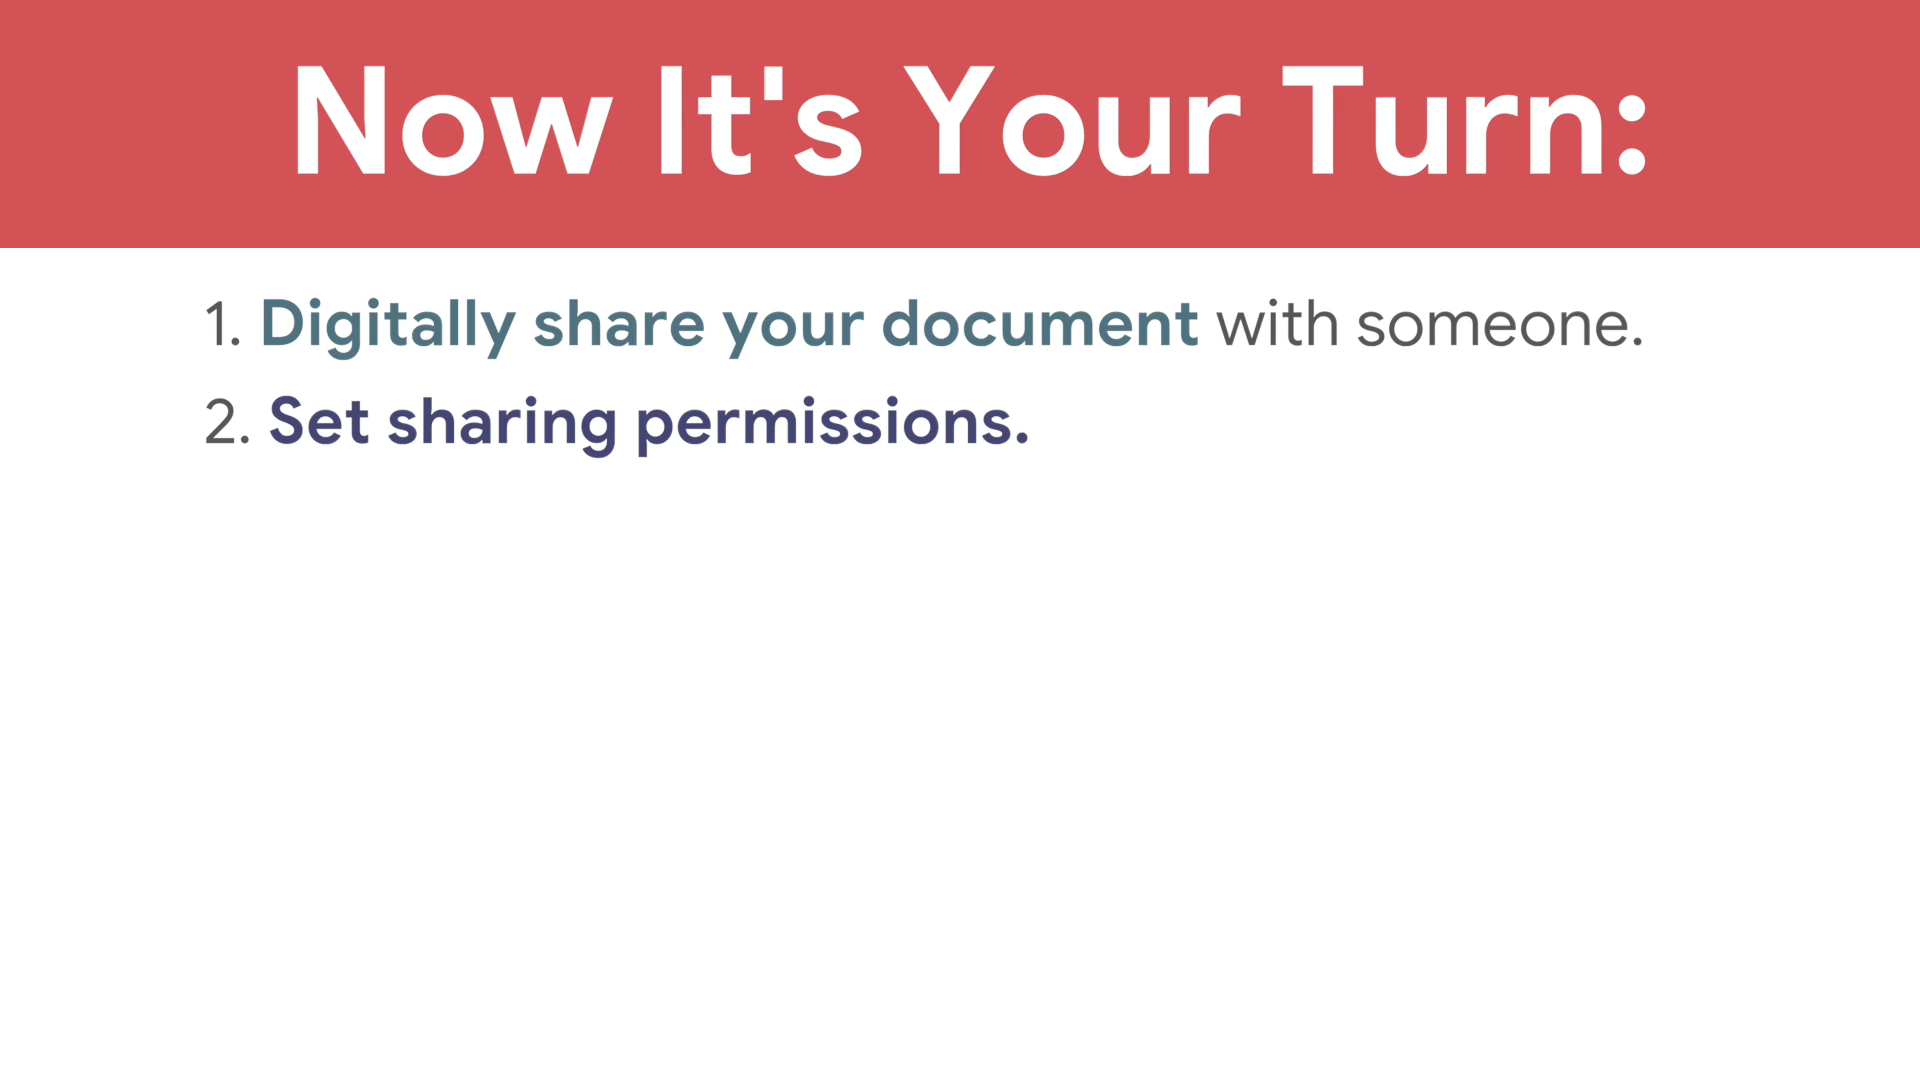 Now It's Your Turn:
1. Digitally share your document with someone.
2. Set sharing permissions.